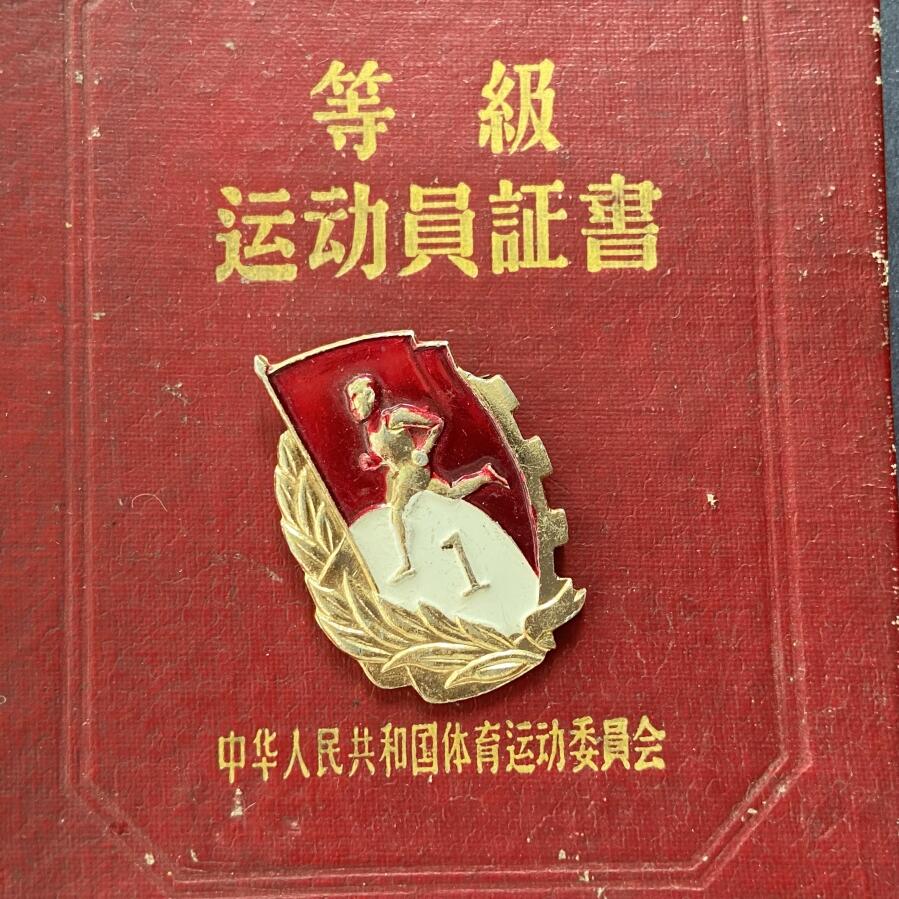 等級
运动員証書
1
中华人民共和国体育运动委員会